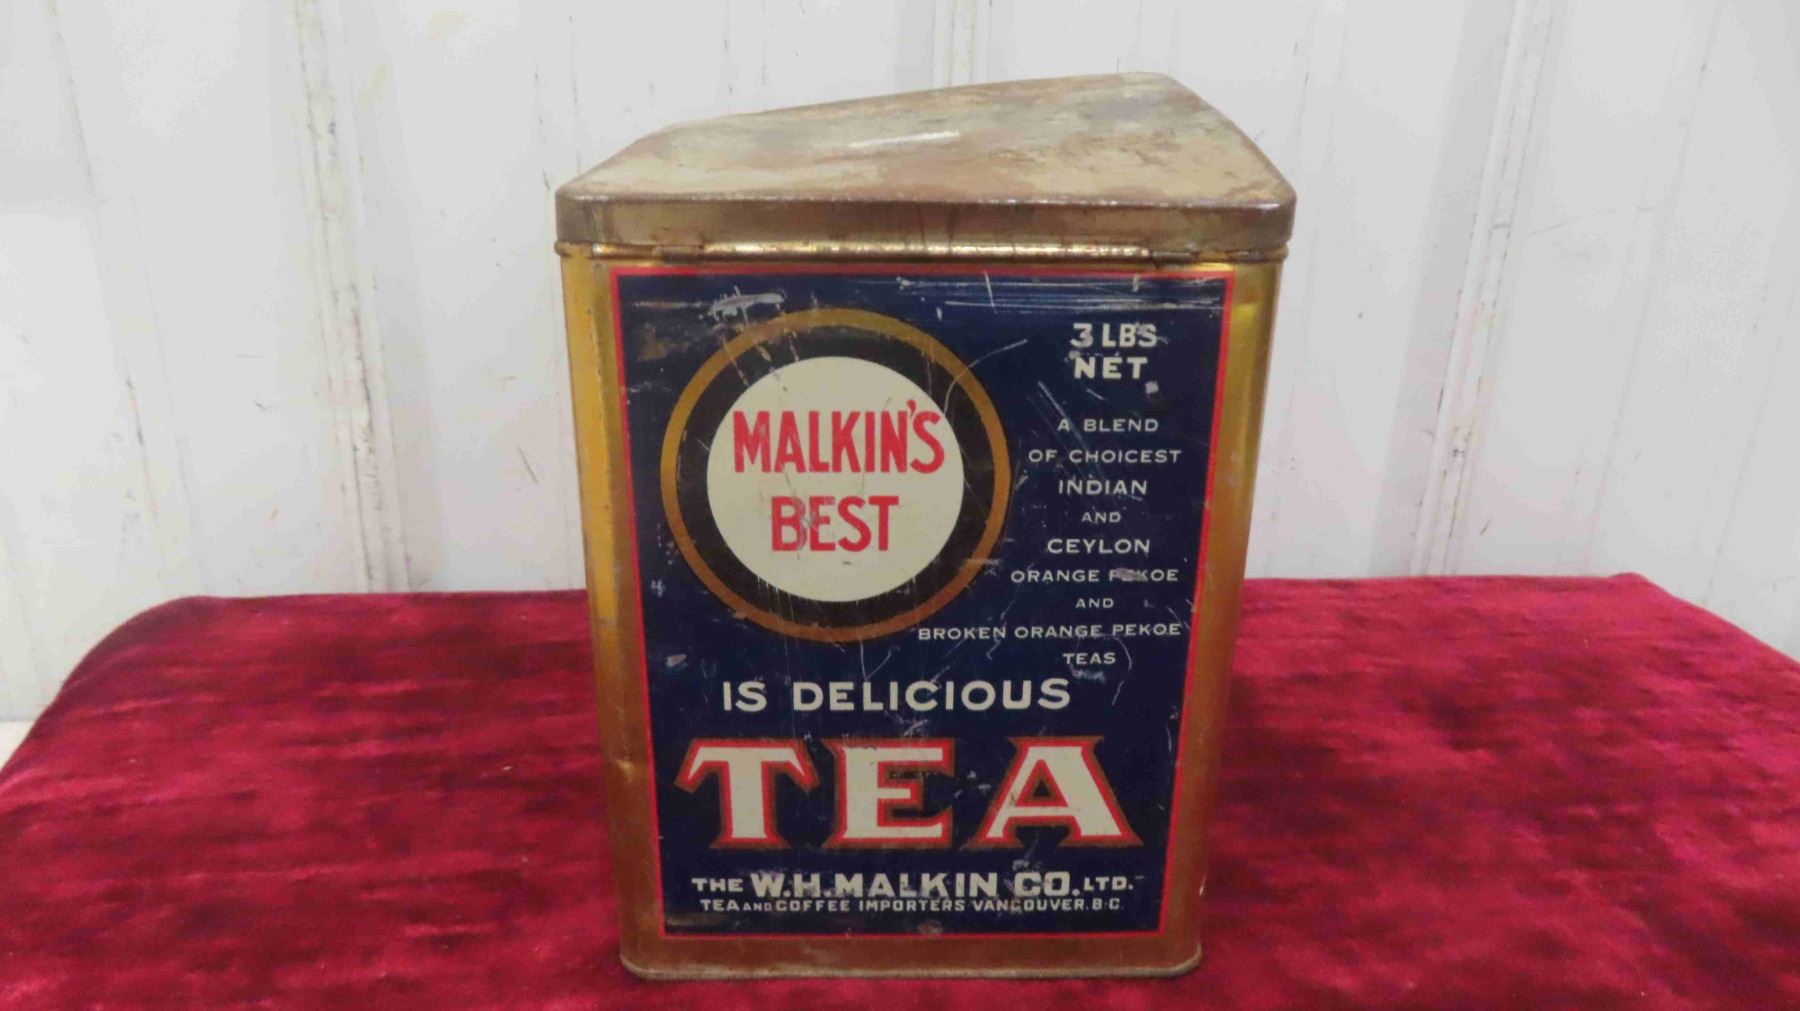 MALKIN'S
BEST
3 LBS
NET
A BLEND
OF CHOICEST
INDIAN
AND
CEYLON
ORANGE PEKOE
AND
BROKEN ORANGE PEKOE
TEAS
IS DELICIOUS
TEA
THE W.H.MALKIN CO.LTD.
TEA AND COFFEE IMPORTERS VANCOUVER.B.C.